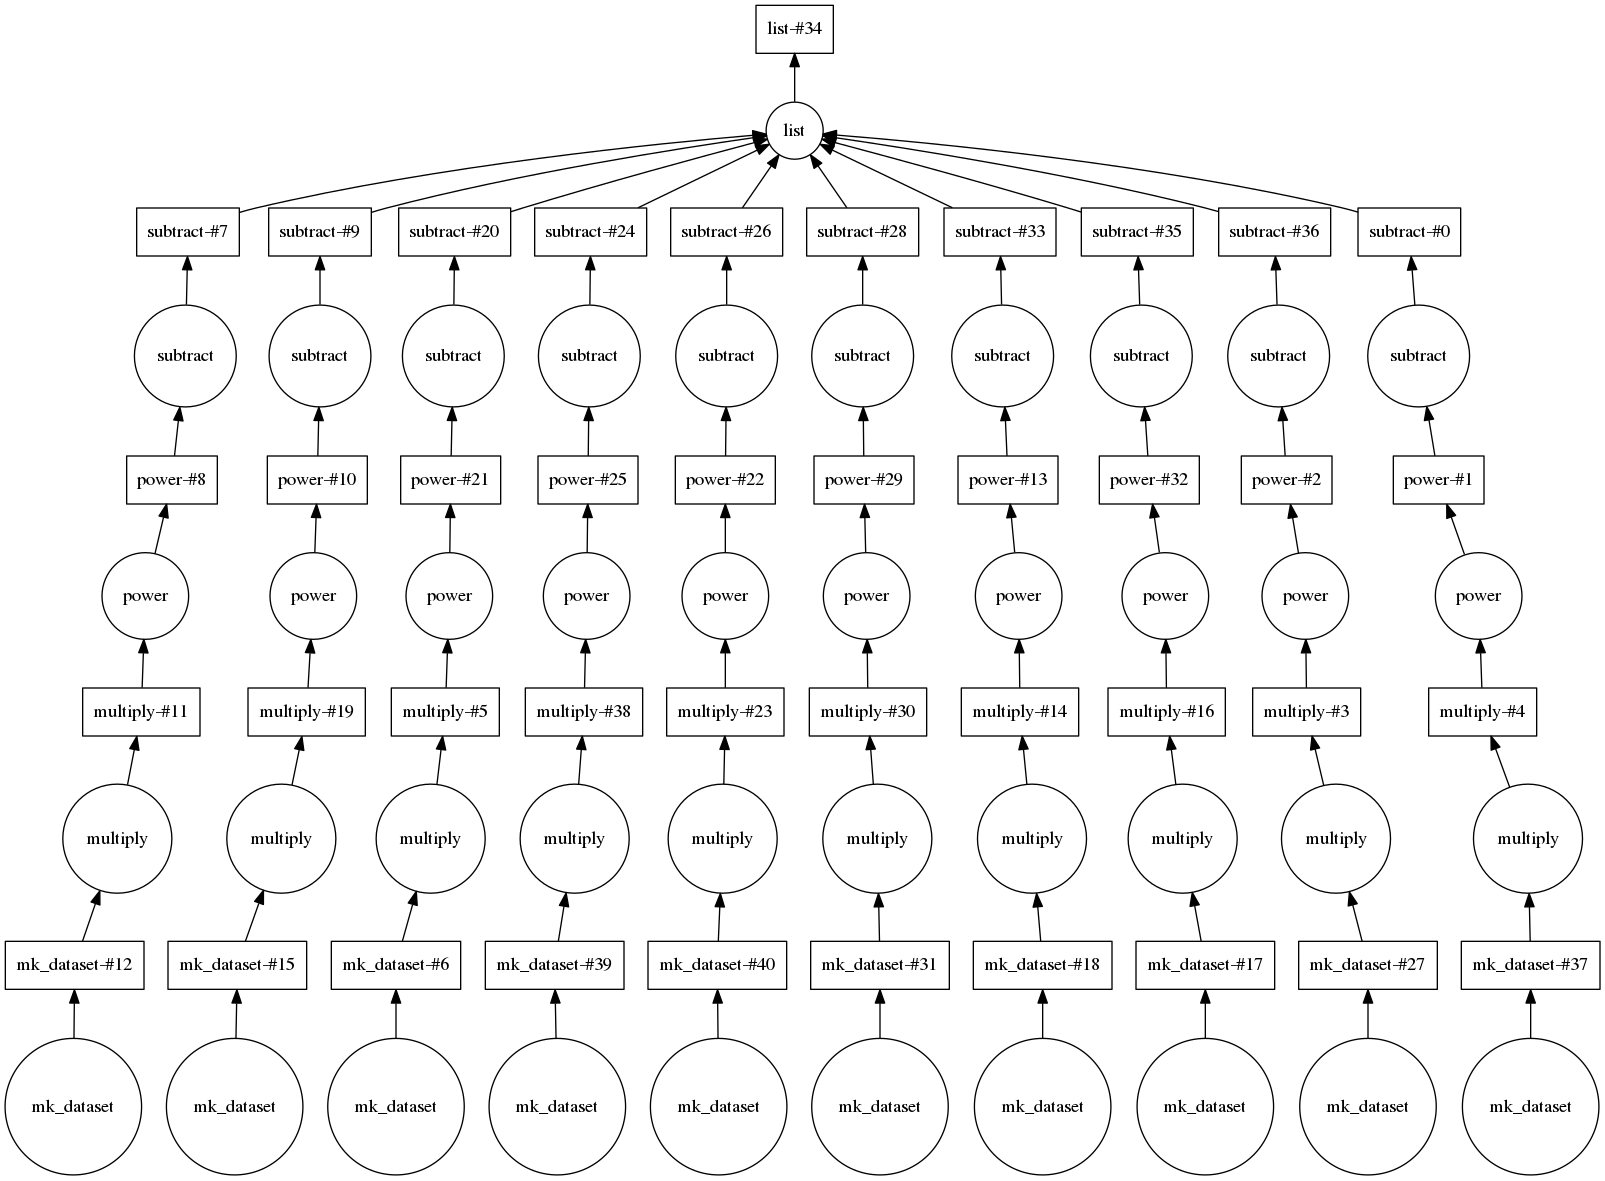 list-#34
list
subtract-#7
subtract-#9
subtract-#20
subtract-#24
subtract-#26
subtract-#28
subtract-#33
subtract-#35
subtract-#36
subtract-#0
subtract
subtract
subtract
subtract
subtract
subtract
subtract
subtract
subtract
subtract
power-#8
power-#10
power-#21
power-#25
power-#22
power-#29
power-#13
power-#32
power-#2
power-#1
power
power
power
power
power
power
power
power
power
power
multiply-#11
multiply-#19
multiply-#5
multiply-#38
multiply-#23
multiply-#30
multiply-#14
multiply-#16
multiply-#3
multiply-#4
multiply
multiply
multiply
multiply
multiply
multiply
multiply
multiply
multiply
multiply
mk_dataset-#12
mk_dataset-#15
mk_dataset-#6
mk_dataset-#39
mk_dataset-#40
mk_dataset-#31
mk_dataset-#18
mk_dataset-#17
mk_dataset-#27
mk_dataset-#37
mk_dataset
mk_dataset
mk_dataset
mk_dataset
mk_dataset
mk_dataset
mk_dataset
mk_dataset
mk_dataset
mk_dataset